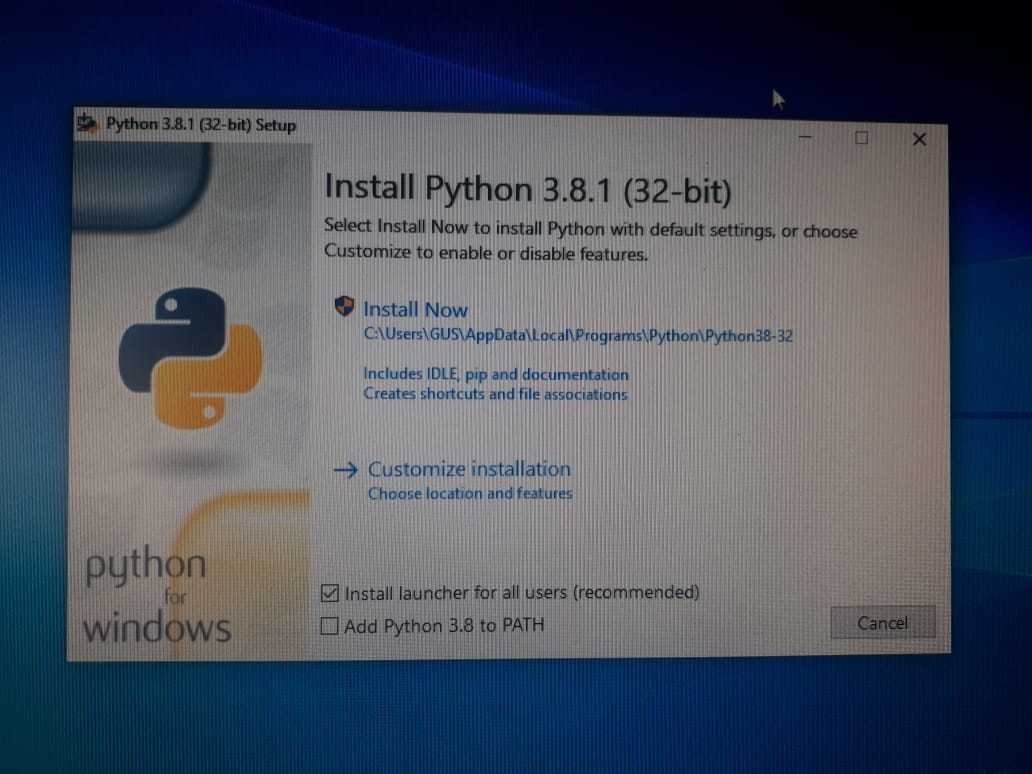 Python 3.8.1 (32-bit) Setup
Install Python 3.8.1 (32-bit)
Select Install Now to install Python with default settings, or choose
Customize to enable or disable features.
Install Now
C:\Users\GUS\AppData\Local\Programs\Python\Python38-32
Includes IDLE, pip and documentation
Creates shortcuts and file associations
Customize installation
Choose location and features
python
for
windows
Install launcher for all users (recommended)
Add Python 3.8 to PATH
Cancel